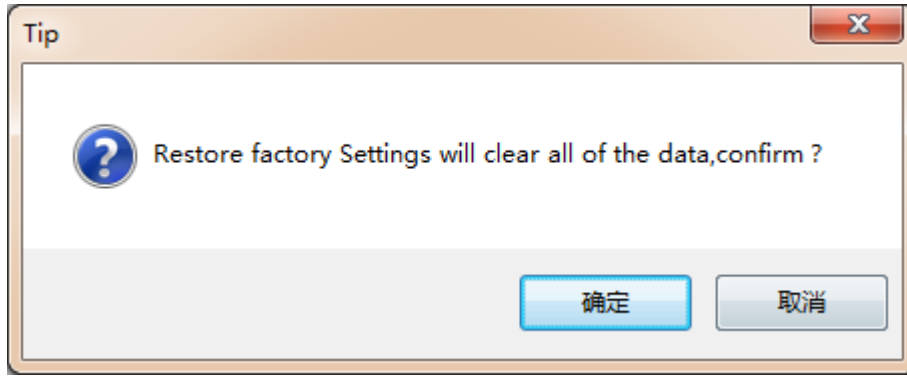 Tip
Restore factory Settings will clear all of the data,confirm ?
确定
取消